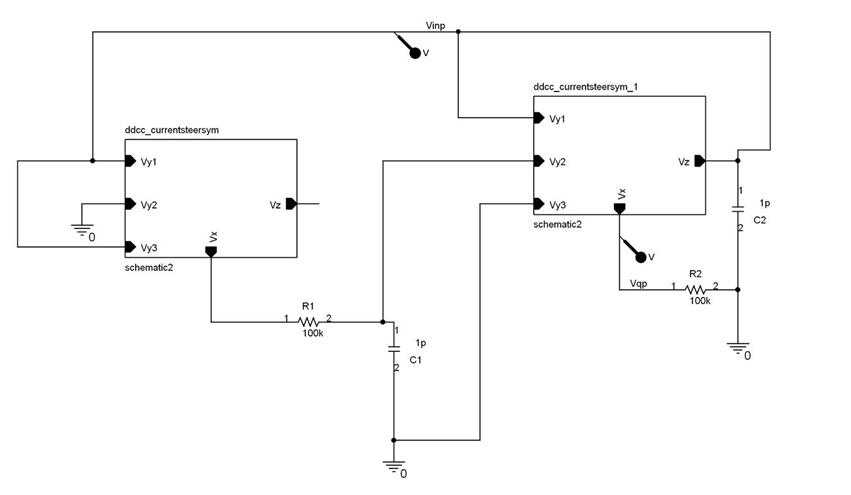 Vinp
V
ddcc_currentsteersym_1
Vy1
Vy2
Vz
Vy3
Vx
schematic2
ddcc_currentsteersym
Vy1
Vy2
Vz
Vy3
Vx
schematic2
0
1
1p
C2
2
V
Vqp
1
R2
2
100k
0
R1
1
2
100k
1
1p
C1
2
0